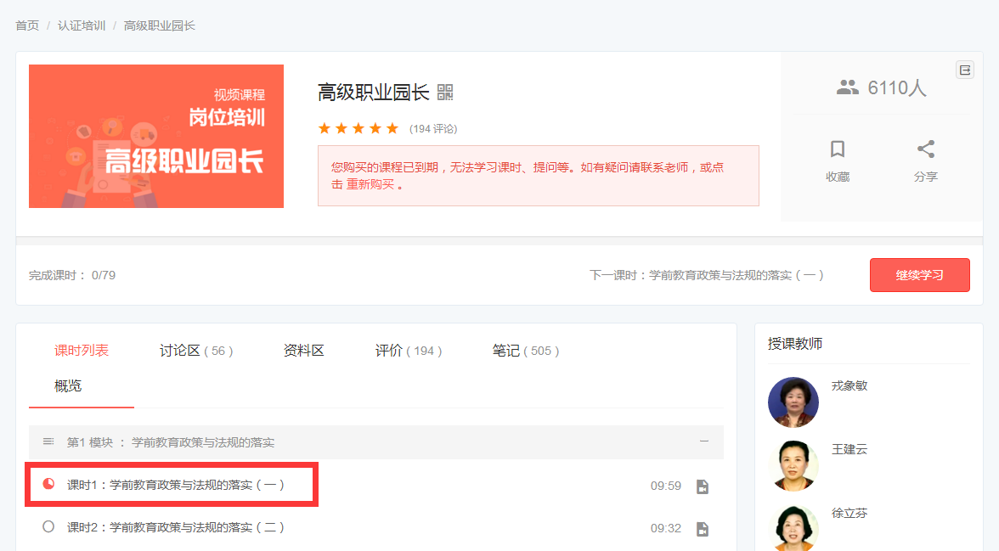 首页 / 认证培训 / 高级职业园长
视频课程
岗位培训
高级职业园长
高级职业园长
(194 评论)
您购买的课程已到期，无法学习课时、提问等。如有疑问请联系老师，或点
击 重新购买 。
6110人
收藏
分享
完成课时： 0/79
下一课时：学前教育政策与法规的落实（一）
继续学习
课时列表
讨论区 ( 56 )
资料区
评价 ( 194 )
笔记 ( 505 )
概览
第1 模块 ： 学前教育政策与法规的落实
课时1：学前教育政策与法规的落实（一）
09:59
课时2：学前教育政策与法规的落实（二）
09:32
授课教师
戎象敏
王建云
徐立芬